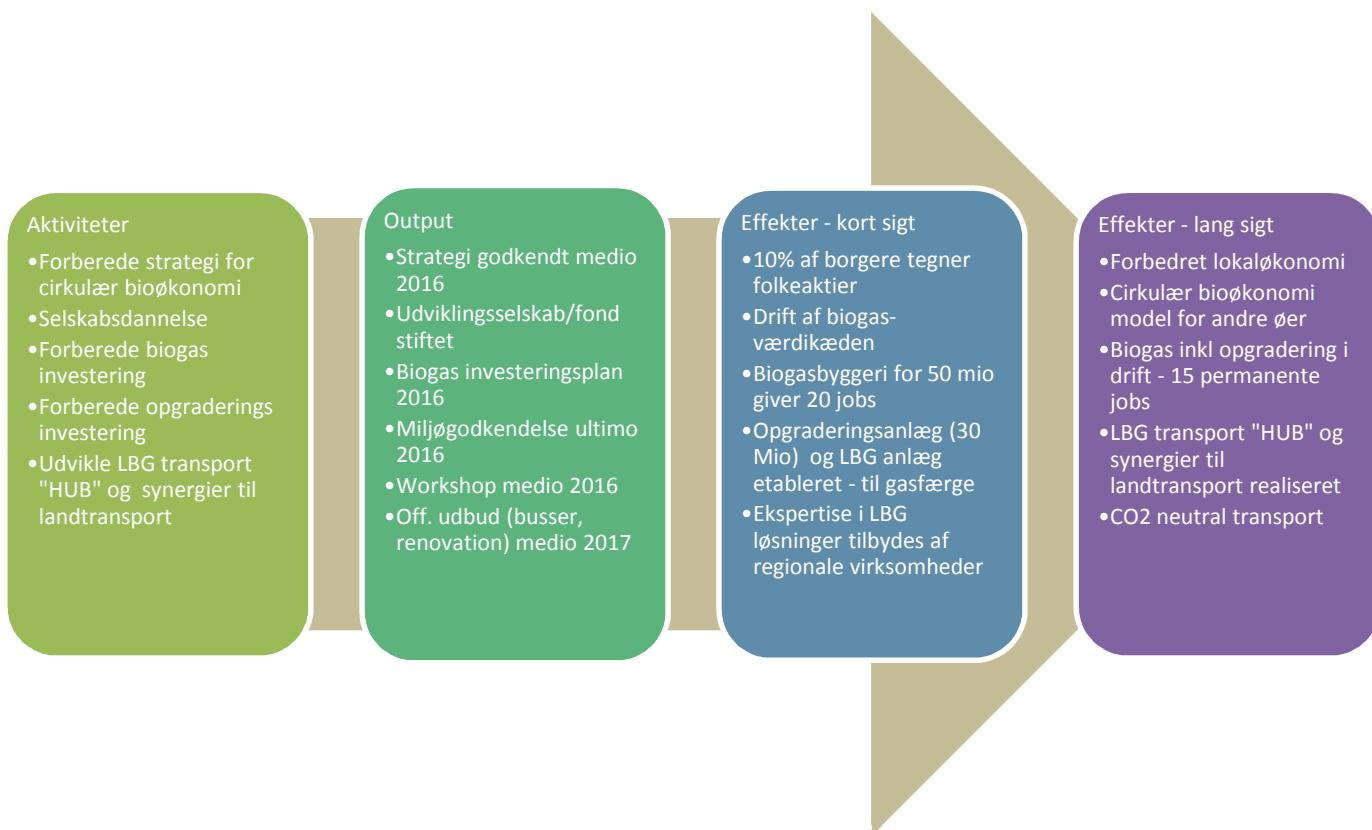 Aktiviteter
•Forberede strategi for
cirkulær bioøkonomi
•Selskabsdannelse
•Forberede biogas
investering
•Forberede opgraderings
investering
•Udvikle LBG transport
"HUB" og  synergier til
landtransport
Output
•Strategi godkendt medio
2016
•Udviklingsselskab/fond
stiftet
•Biogas investeringsplan
2016
•Miljøgodkendelse ultimo
2016
•Workshop medio 2016
•Off. udbud (busser,
renovation) medio 2017
Effekter - kort sigt
•10% af borgere tegner
folkeaktier
•Drift af biogas-
værdikæden
•Biogasbyggeri for 50 mio
giver 20 jobs
•Opgraderingsanlæg (30
Mio)  og LBG anlæg
etableret - til gasfærge
•Ekspertise i LBG
løsninger tilbydes af
regionale virksomheder
Effekter - lang sigt
•Forbedret lokaløkonomi
•Cirkulær bioøkonomi
model for andre øer
•Biogas inkl opgradering i
drift - 15 permanente
jobs
•LBG transport "HUB" og
synergier til
landtransport realiseret
•CO2 neutral transport